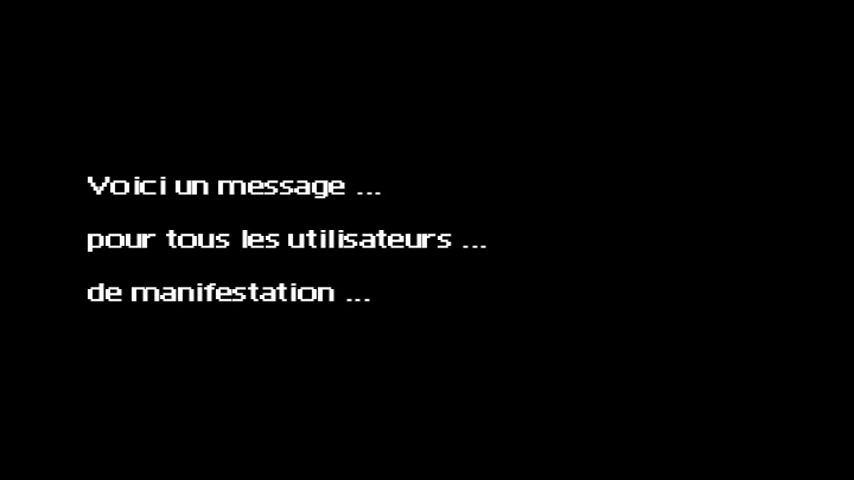 Voici un message ...
pour tous les utilisateurs ...
de manifestation ...